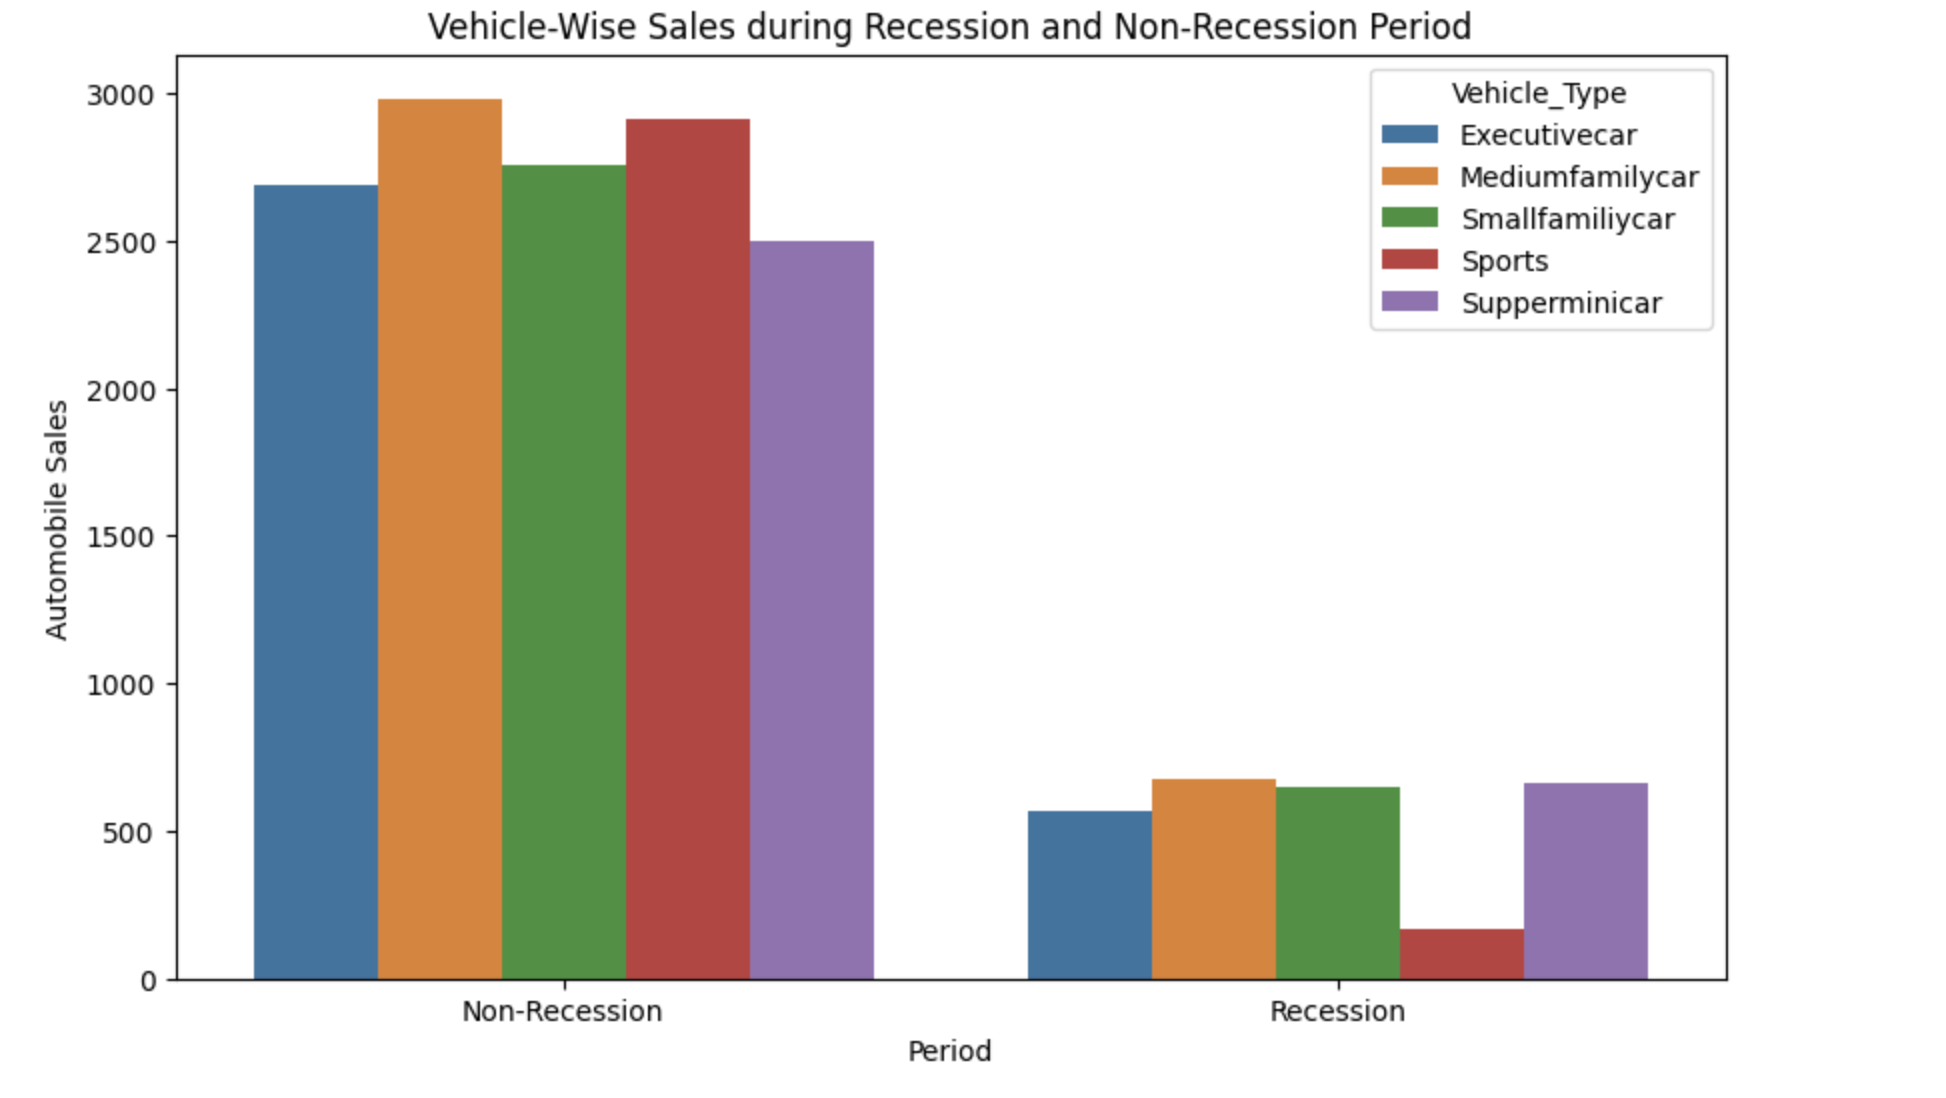 Vehicle-Wise Sales during Recession and Non-Recession Period
Vehicle_Type
Executivecar
Mediumfamilycar
Smallfamiliycar
Sports
Supperminicar
Automobile Sales
3000
2500
2000
1500
1000
500
0
Non-Recession
Recession
Period